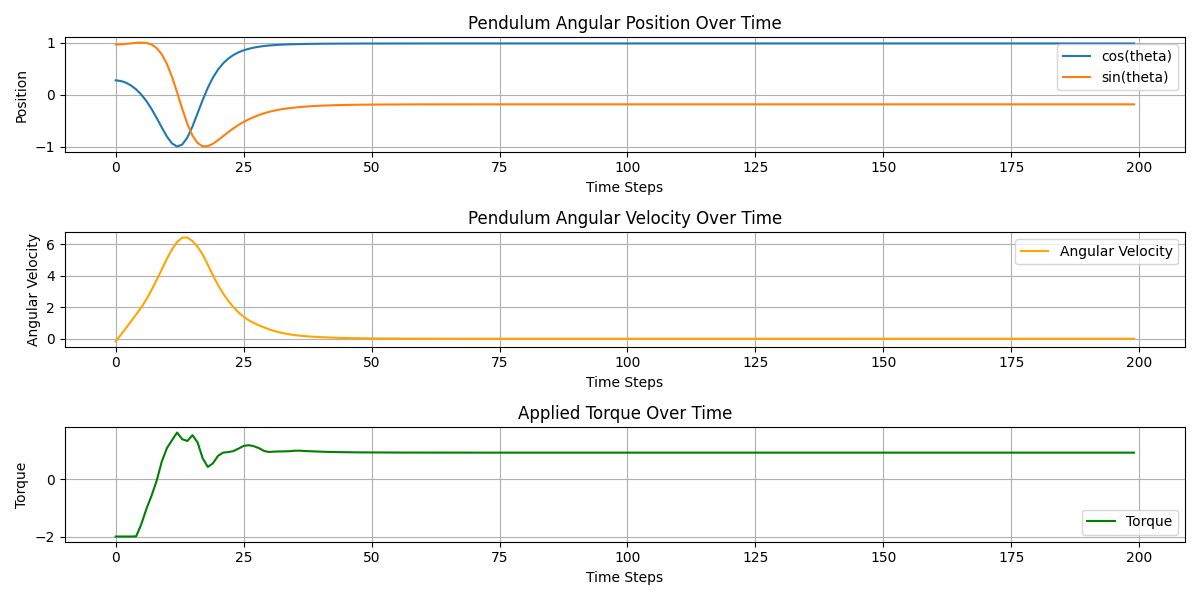 Pendulum Angular Position Over Time
Position
1
0
−1
cos(theta)
sin(theta)
0 25 50 75 100 125 150 175 200
Time Steps
Pendulum Angular Velocity Over Time
Angular Velocity
6
4
2
0
Angular Velocity
0 25 50 75 100 125 150 175 200
Time Steps
Applied Torque Over Time
Torque
0
−2
Torque
0 25 50 75 100 125 150 175 200
Time Steps